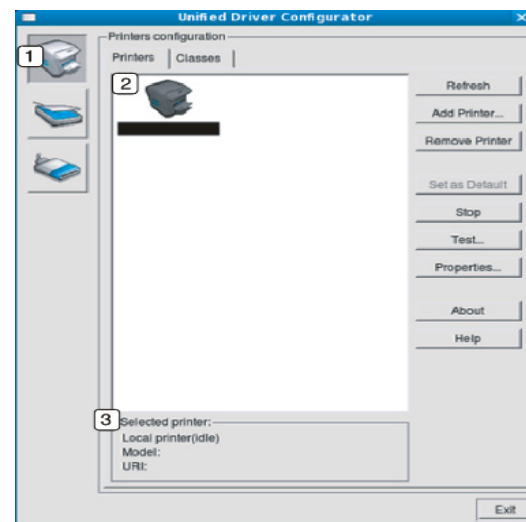 Unified Driver Configurator
1
Printers configuration
Printers
Classes
2
Refresh
Add Printer...
Remove Printer
Set as Default
Stop
Test...
Properties...
About
Help
3
Selected printer:
Local printer(idle)
Model:
URI:
Exit